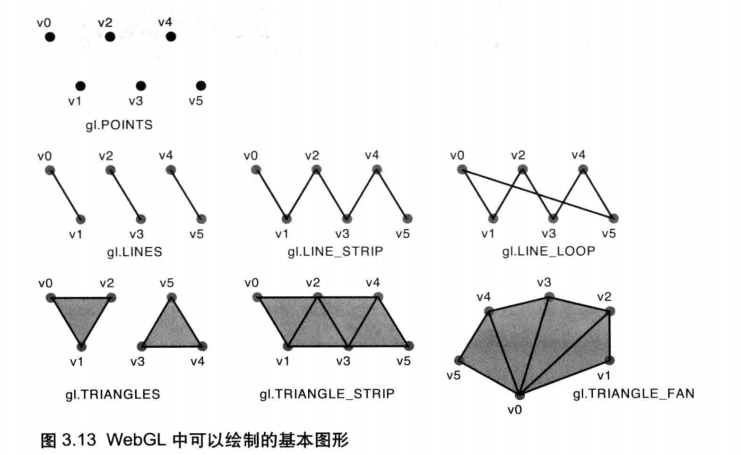 v0 v2 v4
v1 v3 v5
gl.POINTS
v0 v2 v4 v0 v2 v4 v0 v2 v4
v1 v3 v5 v1 v3 v5 v1 v3 v5
gl.LINES gl.LINE_STRIP gl.LINE_LOOP
v0 v2 v5 v0 v2 v4 v4 v3 v2
v1 v3 v4 v1 v3 v5 v5 v1
gl.TRIANGLES gl.TRIANGLE_STRIP v0 gl.TRIANGLE_FAN
图 3.13 WebGL 中可以绘制的基本图形